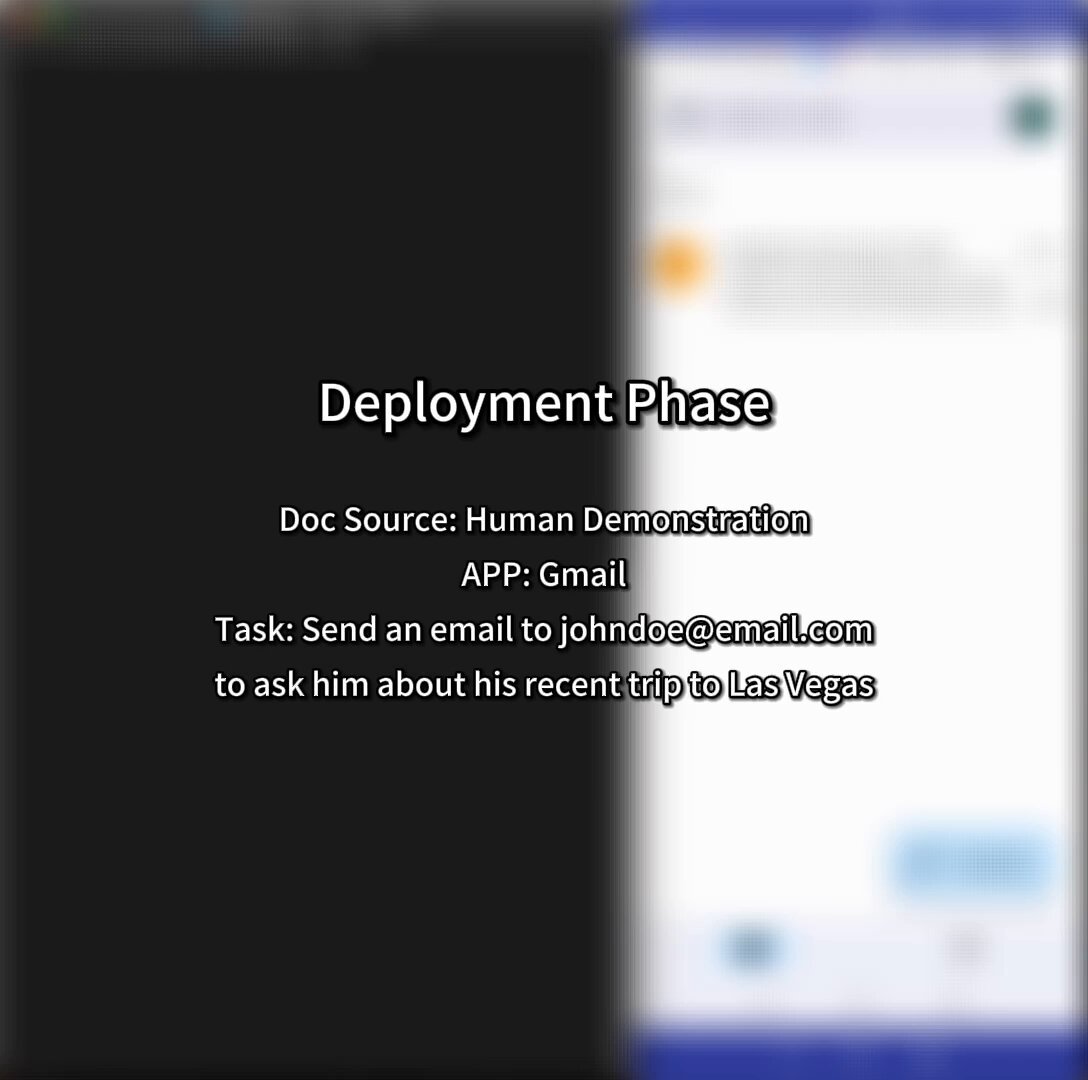 Deployment Phase
Doc Source: Human Demonstration
APP: Gmail
Task: Send an email to johndoe@email.com
to ask him about his recent trip to Las Vegas